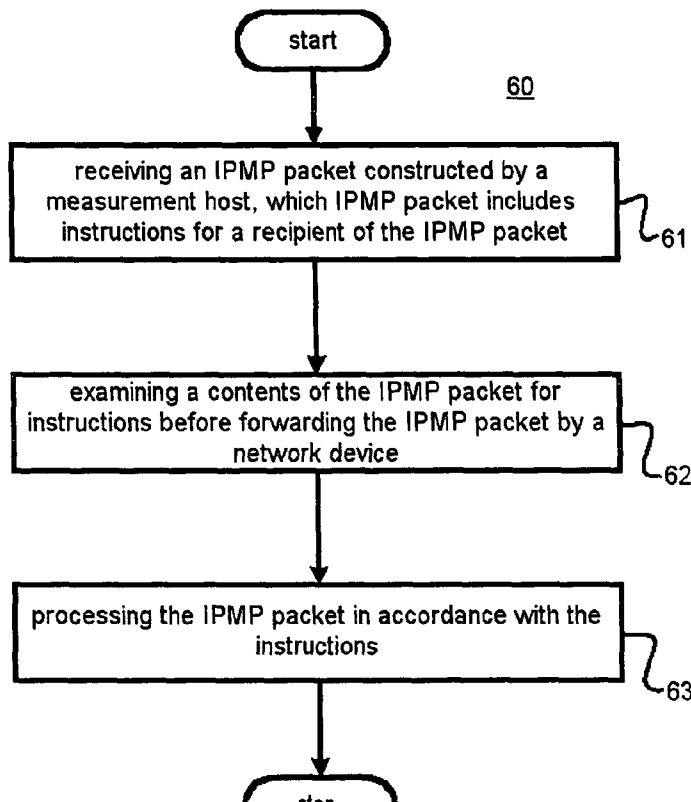 start
60
receiving an IPMP packet constructed by a
measurement host, which IPMP packet includes
instructions for a recipient of the IPMP packet
61
examining a contents of the IPMP packet for
instructions before forwarding the IPMP packet by a
network device
62
processing the IPMP packet in accordance with the
instructions
63